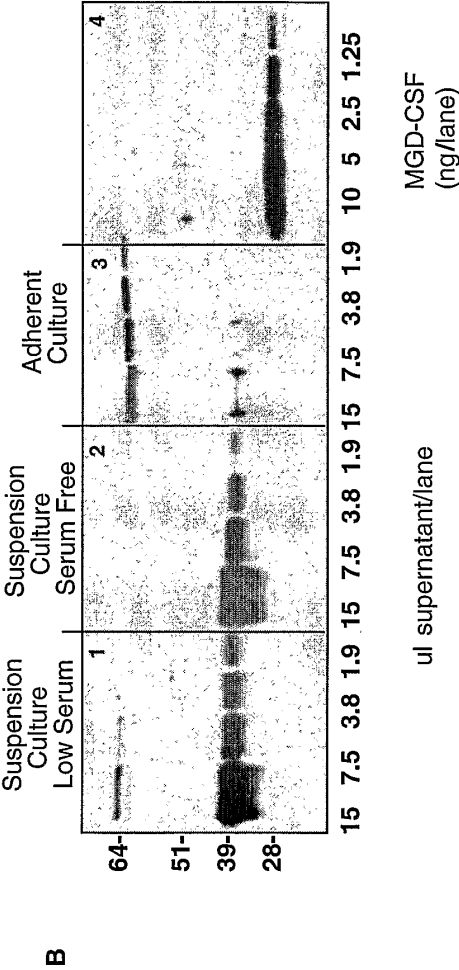 B
Suspension
Culture
Low Serum
Suspension
Culture
Serum Free
Adherent
Culture
1
2
3
4
64-
51-
39-
28-
15 7.5 3.8 1.9 15 7.5 3.8 1.9 15 7.5 3.8 1.9 10 5 2.5 1.25
ul supernatant/lane
MGD-CSF
(ng/lane)